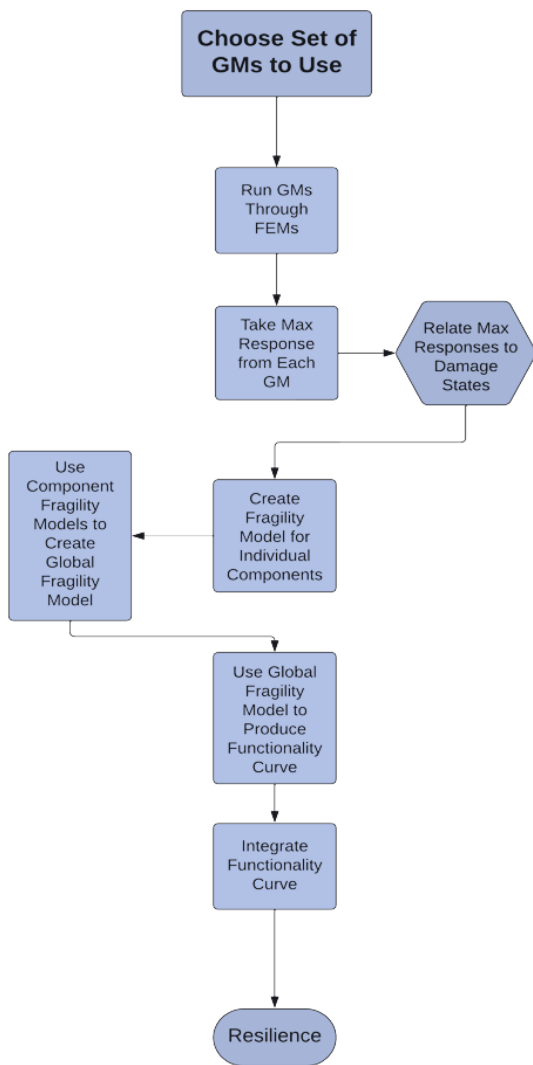 Choose Set of
GMs to Use
Run GMs
Through
FEMs
Take Max
Response
from Each
GM
Relate Max
Responses to
Damage
States
Create
Fragility
Model for
Individual
Components
Use
Component
Fragility
Models to
Create
Global
Fragility
Model
Use Global
Fragility
Model to
Produce
Functionality
Curve
Integrate
Functionality
Curve
Resilience